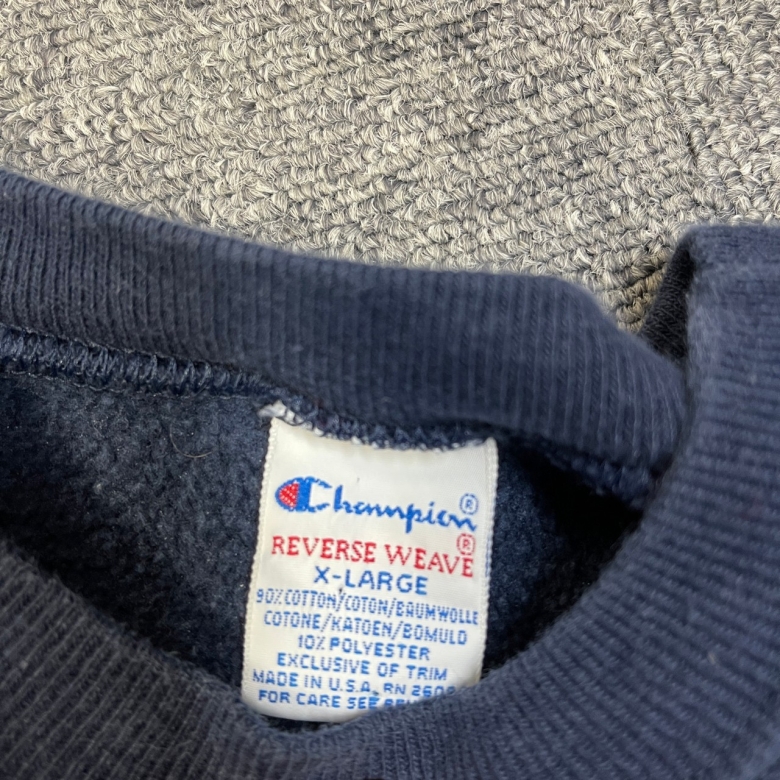 Champion®
REVERSE WEAVE®
X-LARGE
90% COTTON/COTON/BAUMWOLLE
COTONE/KATOEN/BOMULD
10% POLYESTER
EXCLUSIVE OF TRIM
MADE IN U.S.A. RN
FOR CARE SEE